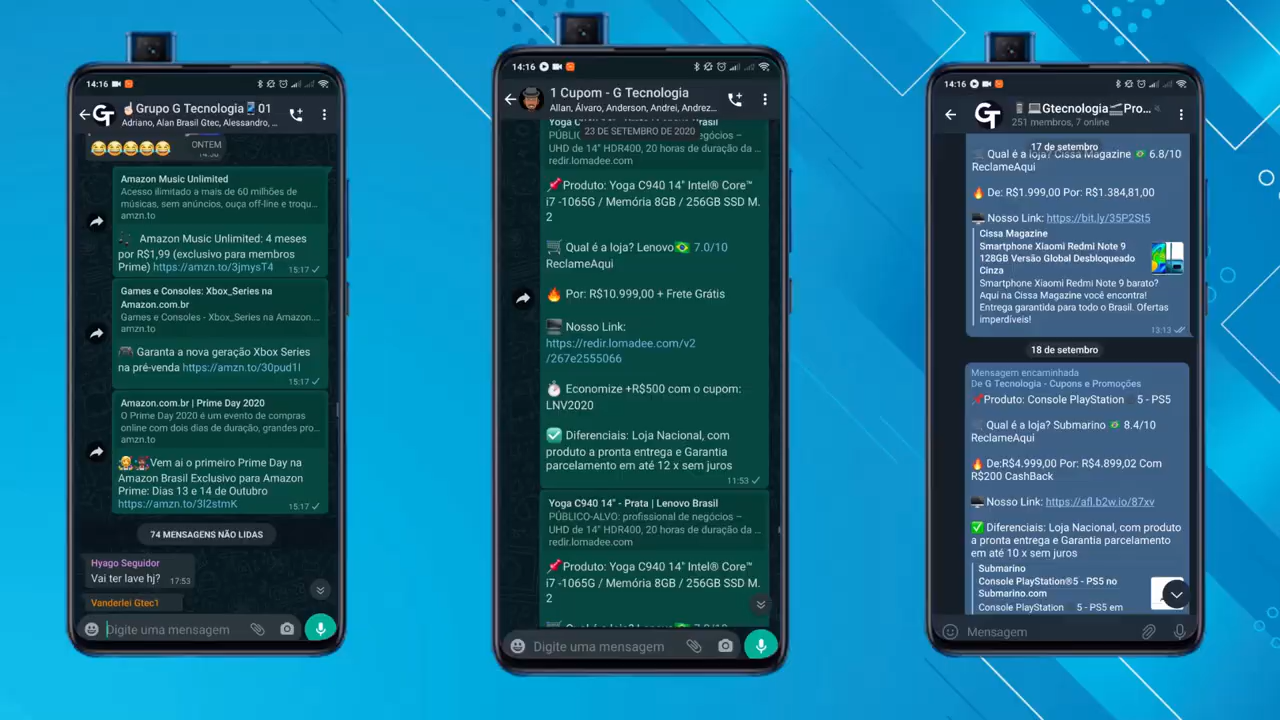 14:16
☝🏻Grupo G Tecnologia📱01
Adriano, Alan Brasil Gtec, Alessandro, ...
😂😂😂😂😂
ONTEM
Amazon Music Unlimited
Acesso ilimitado a mais de 60 milhões de
músicas, sem anúncios, ouça off-line e troqu...
amzn.to
Amazon Music Unlimited: 4 meses
por R$1,99 (exclusivo para membros
Prime) https://amzn.to/3jmysT4 15:17
Games e Consoles: Xbox_Series na
Amazon.com.br
Games e Consoles - Xbox_Series na Amazon....
amzn.to
🎮 Garanta a nova geração Xbox Series
na pré-venda https://amzn.to/30pud1I
15:17
Amazon.com.br | Prime Day 2020
O Prime Day 2020 é um evento de compras
online com dois dias de duração, grandes pro...
amzn.to
Vem ai o primeiro Prime Day na
Amazon Brasil Exclusivo para Amazon
Prime: Dias 13 e 14 de Outubro
https://amzn.to/3l2stmK 15:17
74 MENSAGENS NÃO LIDAS
Hyago Seguidor
Vai ter lave hj? 17:53
Vanderlei Gtec1
Digite uma mensagem
14:16
1 Cupom - G Tecnologia
Allan, Álvaro, Anderson, Andrei, Andrez...
23 DE SETEMBRO DE 2020
UHD de 14" HDR400, 20 horas de duração da ...
redir.lomadee.com
📌Produto: Yoga C940 14" Intel® Core™
i7 -1065G / Memória 8GB / 256GB SSD M.
2
🛒 Qual é a loja? Lenovo🇧🇷 7.0/10
ReclameAqui
🔥 Por: R$10.999,00 + Frete Grátis
💻 Nosso Link:
https://redir.lomadee.com/v2
/267e2555066
⏱ Economize +R$500 com o cupom:
LNV2020
✅ Diferenciais: Loja Nacional, com
produto a pronta entrega e Garantia
parcelamento em até 12 x sem juros
11:53
Yoga C940 14" - Prata | Lenovo Brasil
PÚBLICO-ALVO: profissional de negócios –
UHD de 14" HDR400, 20 horas de duração da ...
redir.lomadee.com
📌Produto: Yoga C940 14" Intel® Core™
i7 -1065G / Memória 8GB / 256GB SSD M.
2
Digite uma mensagem
14:16
GT
📱💻Gtecnologia🛫Pro...
251 membros, 7 online
17 de setembro
🛒 Qual é a loja? Cissa Magazine 🇧🇷 6.8/10
ReclameAqui
🔥 De: R$1.999,00 Por: R$1.384,81,00
💻Nosso Link: https://bit.ly/35P2St5
Cissa Magazine
Smartphone Xiaomi Redmi Note 9
128GB Versão Global Desbloqueado
Cinza
Smartphone Xiaomi Redmi Note 9 barato?
Aqui na Cissa Magazine você encontra!
Entrega garantida para todo o Brasil. Ofertas
imperdíveis!
13:13
18 de setembro
Mensagem encaminhada
De G Tecnologia - Cupons e Promoções
📌Produto: Console PlayStation 5 - PS5
🛒 Qual é a loja? Submarino 🇧🇷 8.4/10
ReclameAqui
🔥 De:R$4.999,00 Por: R$4.899,02 Com
R$200 CashBack
💻Nosso Link: https://afl.b2w.io/87xv
✅ Diferenciais: Loja Nacional, com produto
a pronta entrega e Garantia parcelamento
em até 10 x sem juros
Submarino
Console PlayStation®5 - PS5 no
Submarino.com
Console PlayStation 5 - PS5 em
Mensagem